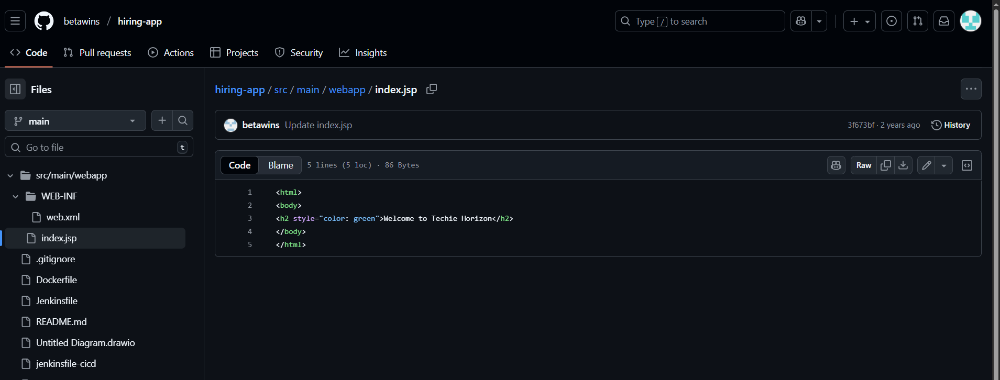 betawins / hiring-app
Type / to search
Code Pull requests Actions Projects Security Insights
Files
main
Go to file t
src/main/webapp
WEB-INF
web.xml
index.jsp
.gitignore
Dockerfile
Jenkinsfile
README.md
Untitled Diagram.drawio
jenkinsfile-cicd
hiring-app / src / main / webapp / index.jsp
betawins Update index.jsp
3f673bf · 2 years ago History
Code Blame 5 lines (5 loc) · 86 Bytes
Raw
1 <html>
2 <body>
3 <h2 style="color: green">Welcome to Techie Horizon</h2>
4 </body>
5 </html>